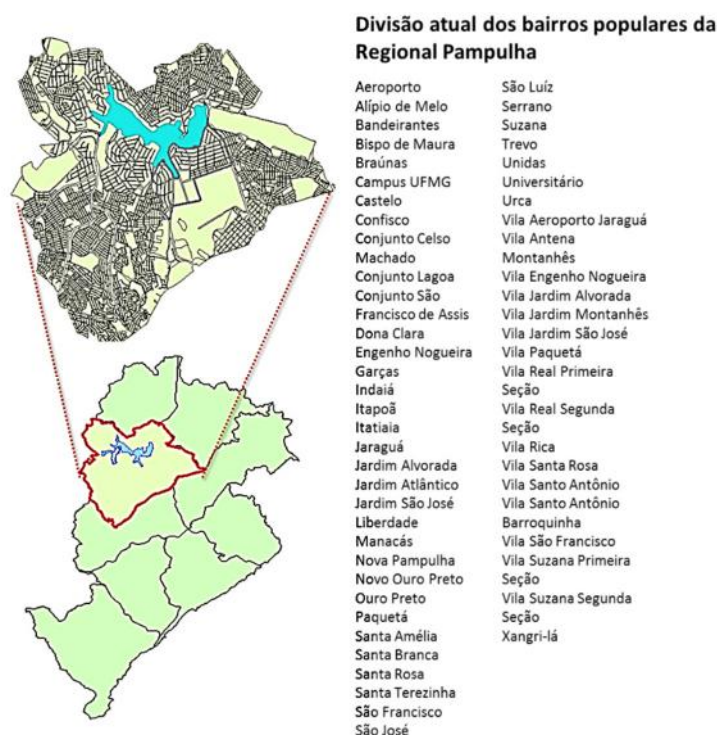 Divisão atual dos bairros populares da
Regional Pampulha
Aeroporto
Alípio de Melo
Bandeirantes
Bispo de Maura
Braúnas
Campus UFMG
Castelo
Confisco
Conjunto Celso
Machado
Conjunto Lagoa
Conjunto São
Francisco de Assis
Dona Clara
Engenho Nogueira
Garças
Indaiá
Itapoã
Itatiaia
Jaraguá
Jardim Alvorada
Jardim Atlântico
Jardim São José
Liberdade
Manacás
Nova Pampulha
Novo Ouro Preto
Ouro Preto
Paquetá
Santa Amélia
Santa Branca
Santa Rosa
Santa Terezinha
São Francisco
São José
São Luíz
Serrano
Suzana
Trevo
Unidas
Universitário
Urca
Vila Aeroporto Jaraguá
Vila Antena
Montanhês
Vila Engenho Nogueira
Vila Jardim Alvorada
Vila Jardim Montanhês
Vila Jardim São José
Vila Paquetá
Vila Real Primeira
Seção
Vila Real Segunda
Seção
Vila Rica
Vila Santa Rosa
Vila Santo Antônio
Vila Santo Antônio
Barroquinha
Vila São Francisco
Vila Suzana Primeira
Seção
Vila Suzana Segunda
Seção
Xangri-lá